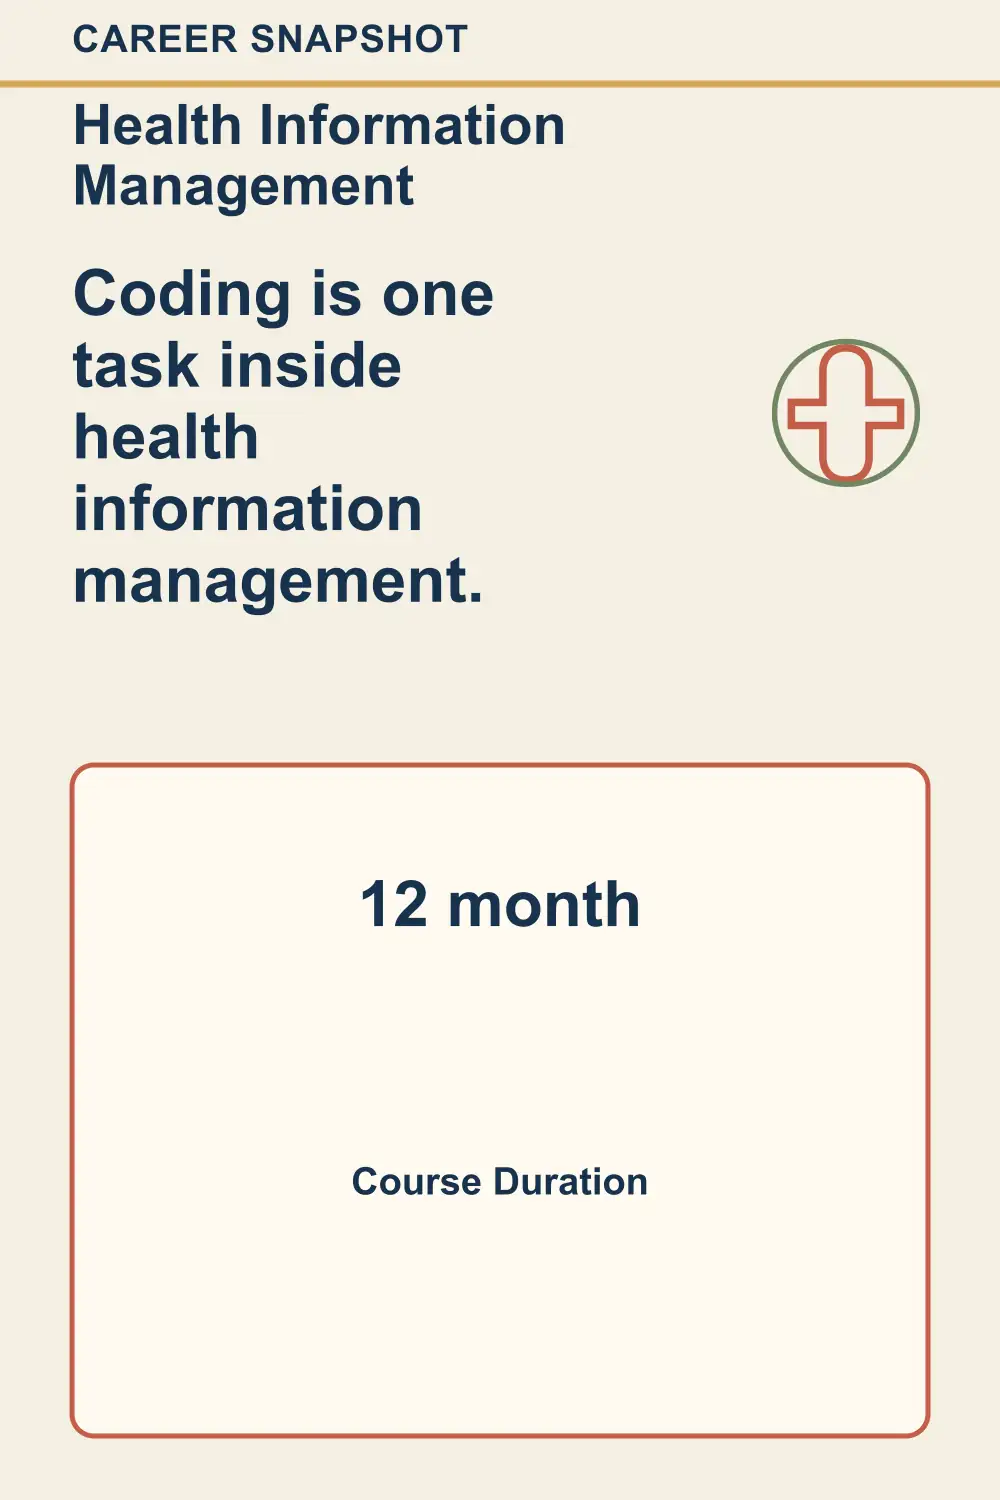 CAREER SNAPSHOT
Health Information
Management
Coding is one
task inside
health
information
management.
12 month
Course Duration